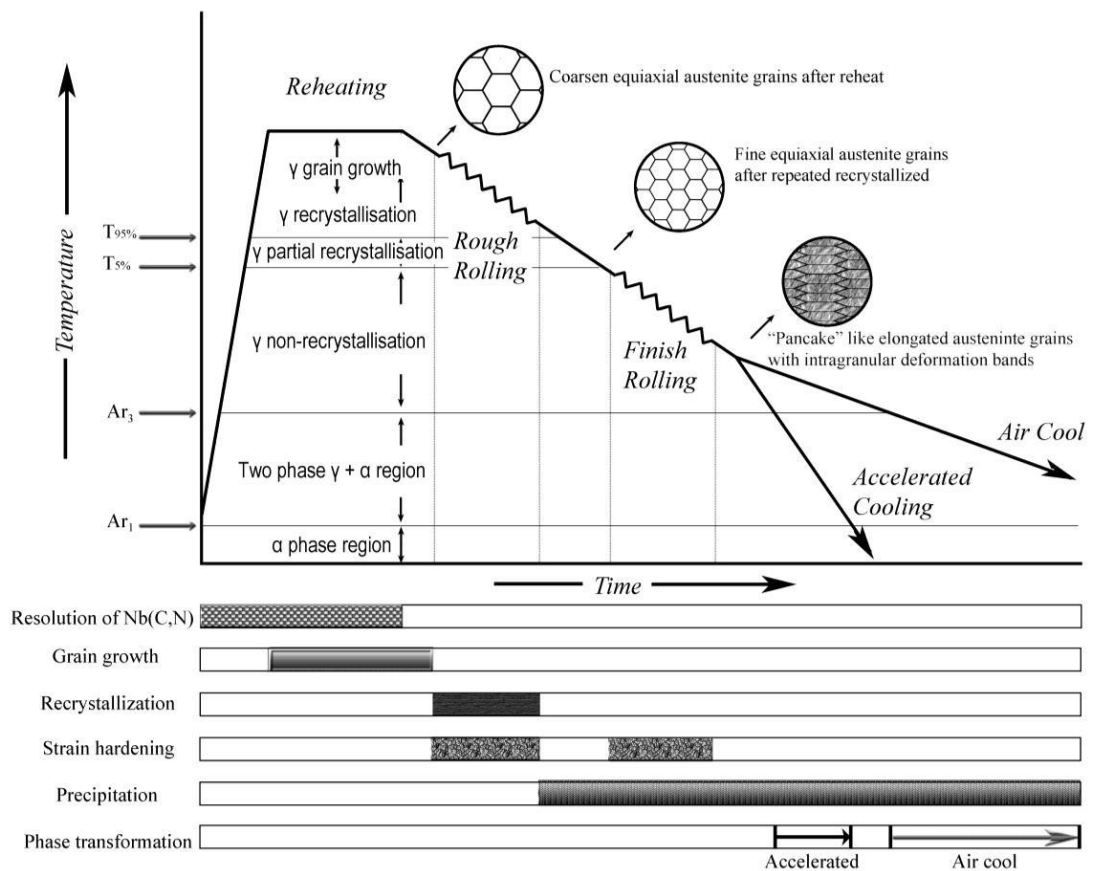 Reheating
Coarsen equiaxial austenite grains after reheat
γ grain growth
Fine equiaxial austenite grains
after repeated recrystallized
γ recrystallisation
T95%
γ partial recrystallisation
T5%
Rough
Rolling
Temperature
γ non-recrystallisation
Finish
Rolling
“Pancake” like elongated austeninte grains
with intragranular deformation bands
Ar3
Air Cool
Two phase γ + α region
Accelerated
Cooling
Ar1
α phase region
Time
Resolution of Nb(C,N)
Grain growth
Recrystallization
Strain hardening
Precipitation
Phase transformation
Accelerated
Air cool